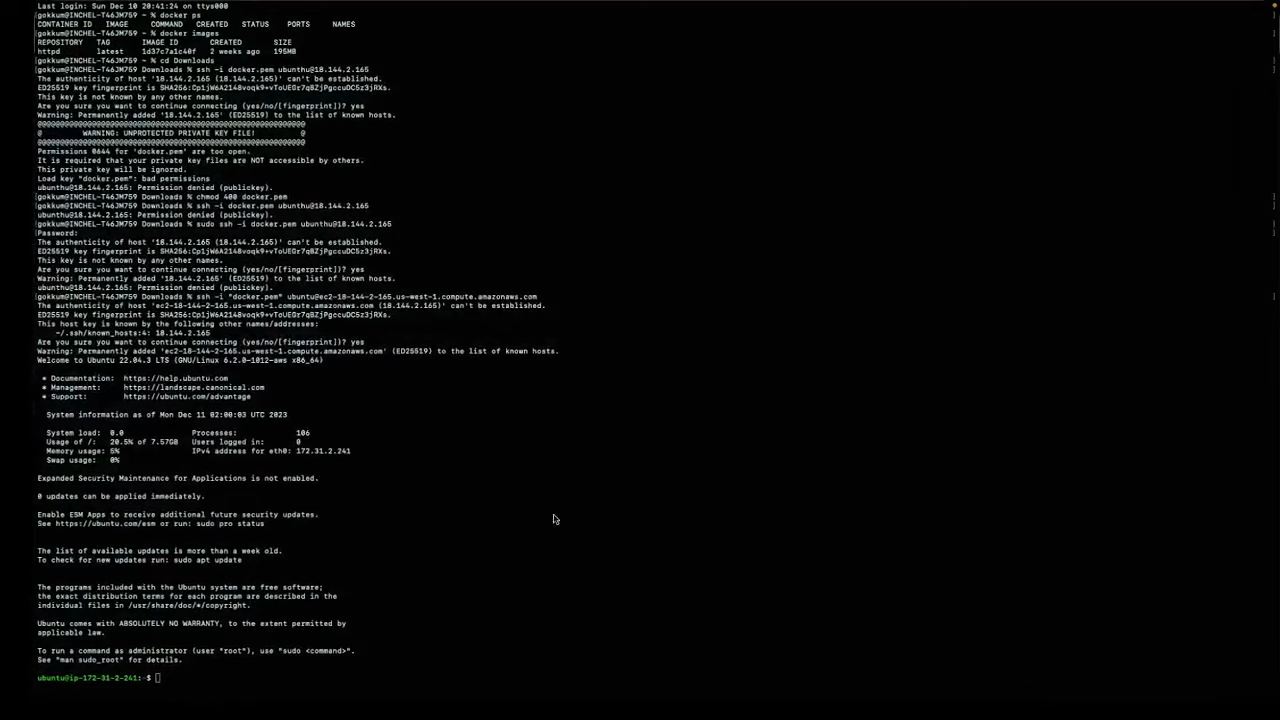 Last login: Sun Dec 10 20:41:24 on ttys000
gokkum@INCHEL-T46JM759 ~ % docker ps
CONTAINER ID   IMAGE     COMMAND   CREATED   STATUS    PORTS     NAMES
gokkum@INCHEL-T46JM759 ~ % docker images
REPOSITORY   TAG       IMAGE ID       CREATED       SIZE
httpd        latest    1d37c7a1c40f   2 weeks ago   195MB
gokkum@INCHEL-T46JM759 ~ % cd Downloads
gokkum@INCHEL-T46JM759 Downloads % ssh -i docker.pem ubuntu@18.144.2.165
The authenticity of host '18.144.2.165 (18.144.2.165)' can't be established.
ED25519 key fingerprint is SHA256:Cp1jW6A2148voqk9+vToUEGr7qBZjPgccuDC5z3jRXs.
This key is not known by any other names.
Are you sure you want to continue connecting (yes/no/[fingerprint])? yes
Warning: Permanently added '18.144.2.165' (ED25519) to the list of known hosts.
@@@@@@@@@@@@@@@@@@@@@@@@@@@@@@@@@@@@@@@@@@@@@@@@@@@@@@@@@@@
@         WARNING: UNPROTECTED PRIVATE KEY FILE!          @
@@@@@@@@@@@@@@@@@@@@@@@@@@@@@@@@@@@@@@@@@@@@@@@@@@@@@@@@@@@
Permissions 0644 for 'docker.pem' are too open.
It is required that your private key files are NOT accessible by others.
This private key will be ignored.
Load key "docker.pem": bad permissions
ubuntu@18.144.2.165: Permission denied (publickey).
gokkum@INCHEL-T46JM759 Downloads % chmod 400 docker.pem
gokkum@INCHEL-T46JM759 Downloads % ssh -i docker.pem ubuntu@18.144.2.165
ubuntu@18.144.2.165: Permission denied (publickey).
gokkum@INCHEL-T46JM759 Downloads % sudo ssh -i docker.pem ubuntu@18.144.2.165
Password:
The authenticity of host '18.144.2.165 (18.144.2.165)' can't be established.
ED25519 key fingerprint is SHA256:Cp1jW6A2148voqk9+vToUEGr7qBZjPgccuDC5z3jRXs.
This key is not known by any other names.
Are you sure you want to continue connecting (yes/no/[fingerprint])? yes
Warning: Permanently added '18.144.2.165' (ED25519) to the list of known hosts.
ubuntu@18.144.2.165: Permission denied (publickey).
gokkum@INCHEL-T46JM759 Downloads % ssh -i "docker.pem" ubuntu@ec2-18-144-2-165.us-west-1.compute.amazonaws.com
The authenticity of host 'ec2-18-144-2-165.us-west-1.compute.amazonaws.com (18.144.2.165)' can't be established.
ED25519 key fingerprint is SHA256:Cp1jW6A2148voqk9+vToUEGr7qBZjPgccuDC5z3jRXs.
This host key is known by the following other names/addresses:
    ~/.ssh/known_hosts:4: 18.144.2.165
Are you sure you want to continue connecting (yes/no/[fingerprint])? yes
Warning: Permanently added 'ec2-18-144-2-165.us-west-1.compute.amazonaws.com' (ED25519) to the list of known hosts.
Welcome to Ubuntu 22.04.3 LTS (GNU/Linux 6.2.0-1012-aws x86_64)
 * Documentation:  https://help.ubuntu.com
 * Management:     https://landscape.canonical.com
 * Support:        https://ubuntu.com/advantage
  System information as of Mon Dec 11 02:00:03 UTC 2023
  System load:  0.0               Processes:             106
  Usage of /:   20.5% of 7.57GB   Users logged in:       0
  Memory usage: 5%                IPv4 address for eth0: 172.31.2.241
  Swap usage:   0%
Expanded Security Maintenance for Applications is not enabled.
0 updates can be applied immediately.
Enable ESM Apps to receive additional future security updates.
See https://ubuntu.com/esm or run: sudo pro status
The list of available updates is more than a week old.
To check for new updates run: sudo apt update
The programs included with the Ubuntu system are free software;
the exact distribution terms for each program are described in the
individual files in /usr/share/doc/*/copyright.
Ubuntu comes with ABSOLUTELY NO WARRANTY, to the extent permitted by
applicable law.
To run a command as administrator (user "root"), use "sudo <command>".
See "man sudo_root" for details.
ubuntu@ip-172-31-2-241:~$